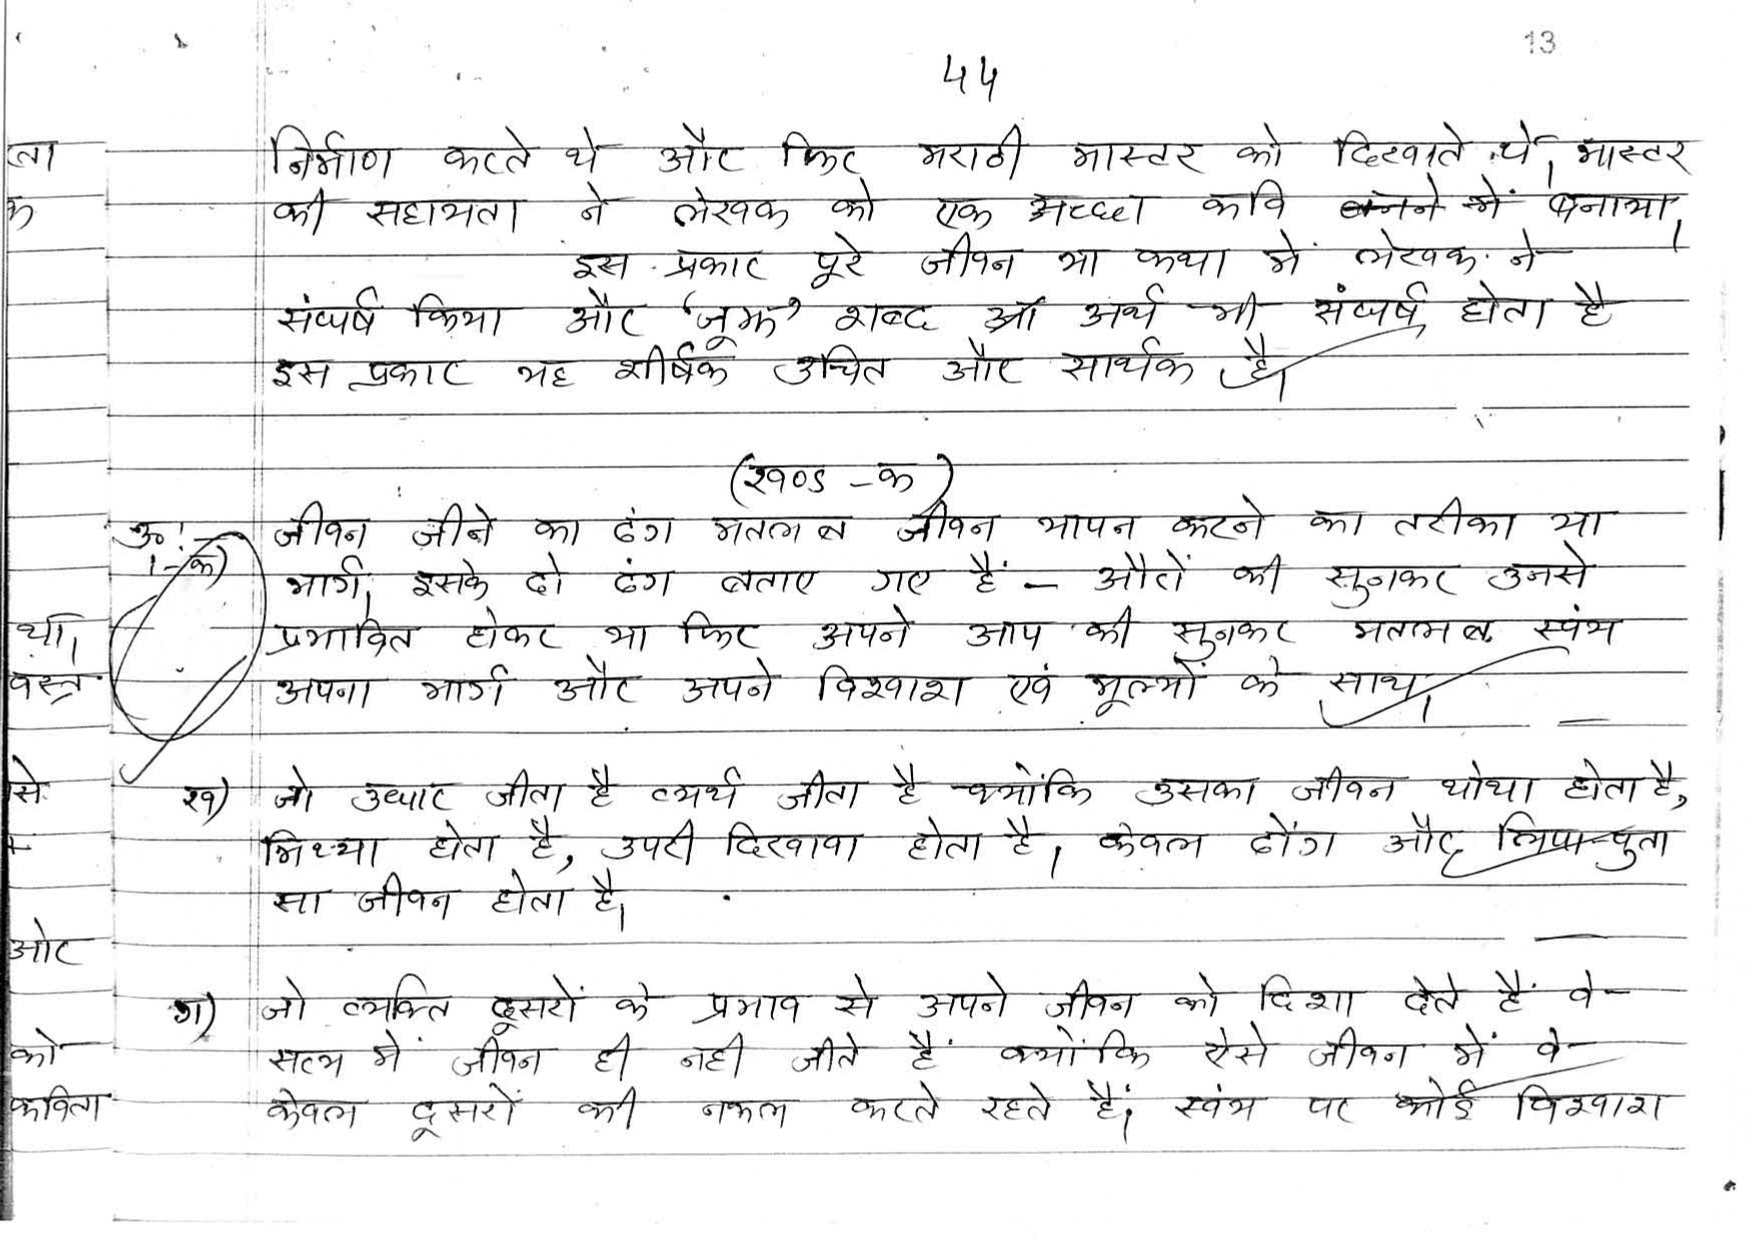 13
44
निर्माण करते थे और फिर मराठी मास्टर को दिखाते थे। मास्टर
की सहायता ने लेखक को एक अच्छा कवि बनने में बनाया।
इस प्रकार पूरे जीवन या कथा में लेखक ने
संघर्ष किया और 'जूझ' शब्द का अर्थ भी संघर्ष होता है
इस प्रकार यह शीर्षक उचित और सार्थक है।
(खण्ड - क)
उ०:- जीवन जीने का ढंग मतलब जीवन यापन करने का तरीका या
1-क) मार्ग। इसके दो ढंग बताए गए हैं - औरों की सुनकर उनसे
प्रभावित होकर या फिर अपने आप की सुनकर मतलब स्वंय
अपना मार्ग और अपने विश्वाश एवं मूल्यों के साथ।
ख) जो उधार जीता है व्यर्थ जीता है क्योंकि उसका जीवन थोथा होता है,
मिथ्या होता है, उपरी दिखावा होता है। केवल ढोंग और लिपा-पुता
सा जीवन होता है।
ग) जो व्यक्ति दूसरों के प्रभाव से अपने जीवन को दिशा देते हैं वे
सत्य में जीवन ही नही जीते हैं क्योंकि ऐसे जीवन में वे
केवल दूसरों की नकल करते रहते हैं। स्वंय पर कोई विश्वाश
ता
क
थी।
वस्त्र
से
ओर
को
कविता